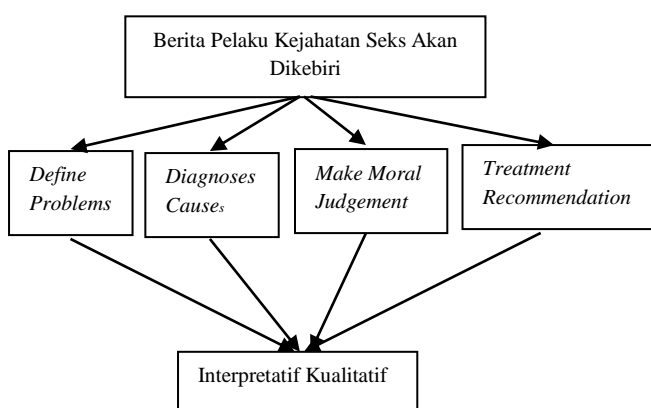 Berita Pelaku Kejahatan Seks Akan
Dikebiri
Define
Problems
Diagnoses
Causes
Make Moral
Judgement
Treatment
Recommendation
Interpretatif Kualitatif